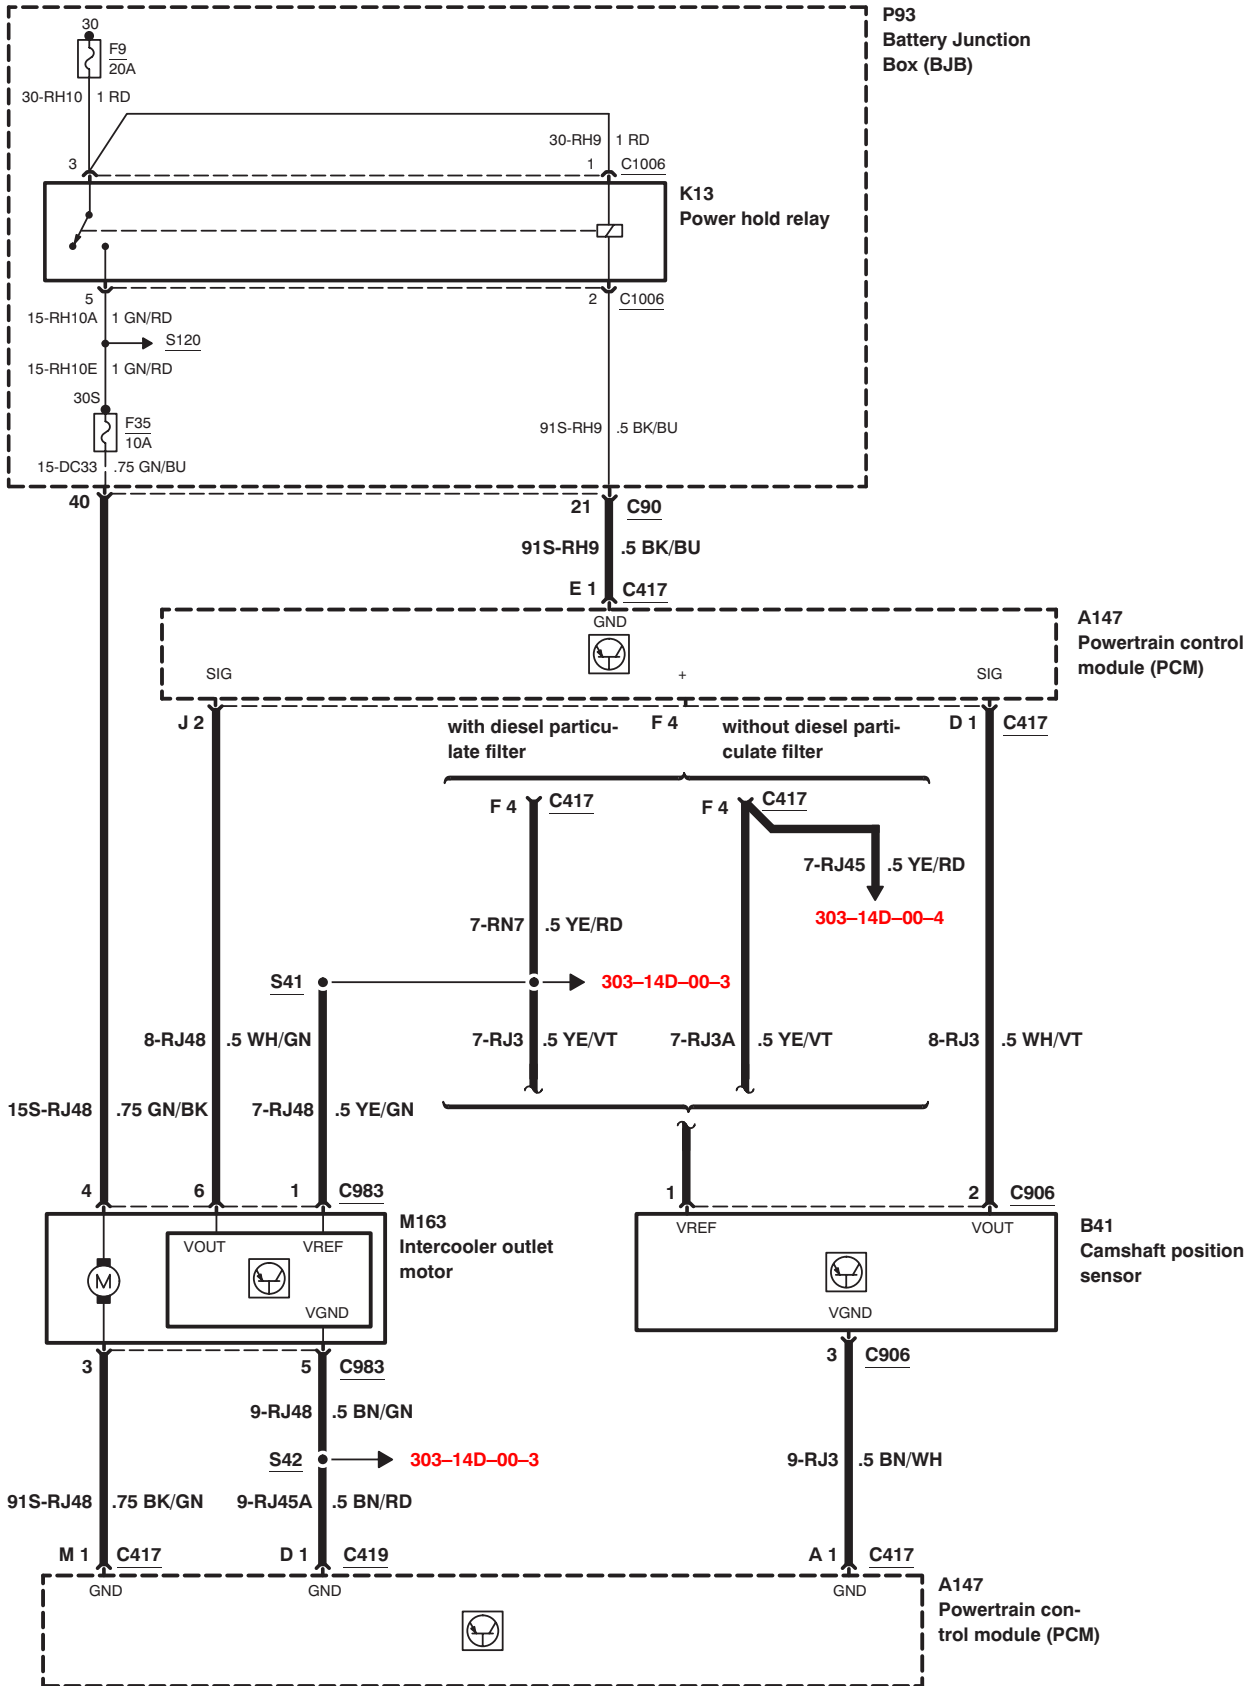 P93
Battery Junction
Box (BJB)
30
F9
20A
30-RH10 1 RD
30-RH9 1 RD
3
1 C1006
K13
Power hold relay
5
2 C1006
15-RH10A 1 GN/RD
S120
15-RH10E 1 GN/RD
30S
F35
10A
91S-RH9 .5 BK/BU
15-DC33 .75 GN/BU
40
21 C90
91S-RH9 .5 BK/BU
E 1 C417
GND
A147
Powertrain control
module (PCM)
SIG
+
SIG
J 2
F 4
D 1 C417
with diesel particu-
late filter
without diesel parti-
culate filter
F 4 C417
F 4 C417
7-RJ45 .5 YE/RD
303–14D–00–4
7-RN7 .5 YE/RD
S41
303–14D–00–3
8-RJ48 .5 WH/GN
7-RJ3 .5 YE/VT
7-RJ3A .5 YE/VT
8-RJ3 .5 WH/VT
15S-RJ48 .75 GN/BK
7-RJ48 .5 YE/GN
4
6
1 C983
1
2 C906
M163
Intercooler outlet
motor
VOUT
VREF
M
VGND
VREF
VOUT
VGND
B41
Camshaft position
sensor
3
5 C983
3 C906
9-RJ48 .5 BN/GN
S42
303–14D–00–3
9-RJ3 .5 BN/WH
91S-RJ48 .75 BK/GN
9-RJ45A .5 BN/RD
M 1 C417
D 1 C419
A 1 C417
GND
GND
GND
A147
Powertrain con-
trol module (PCM)